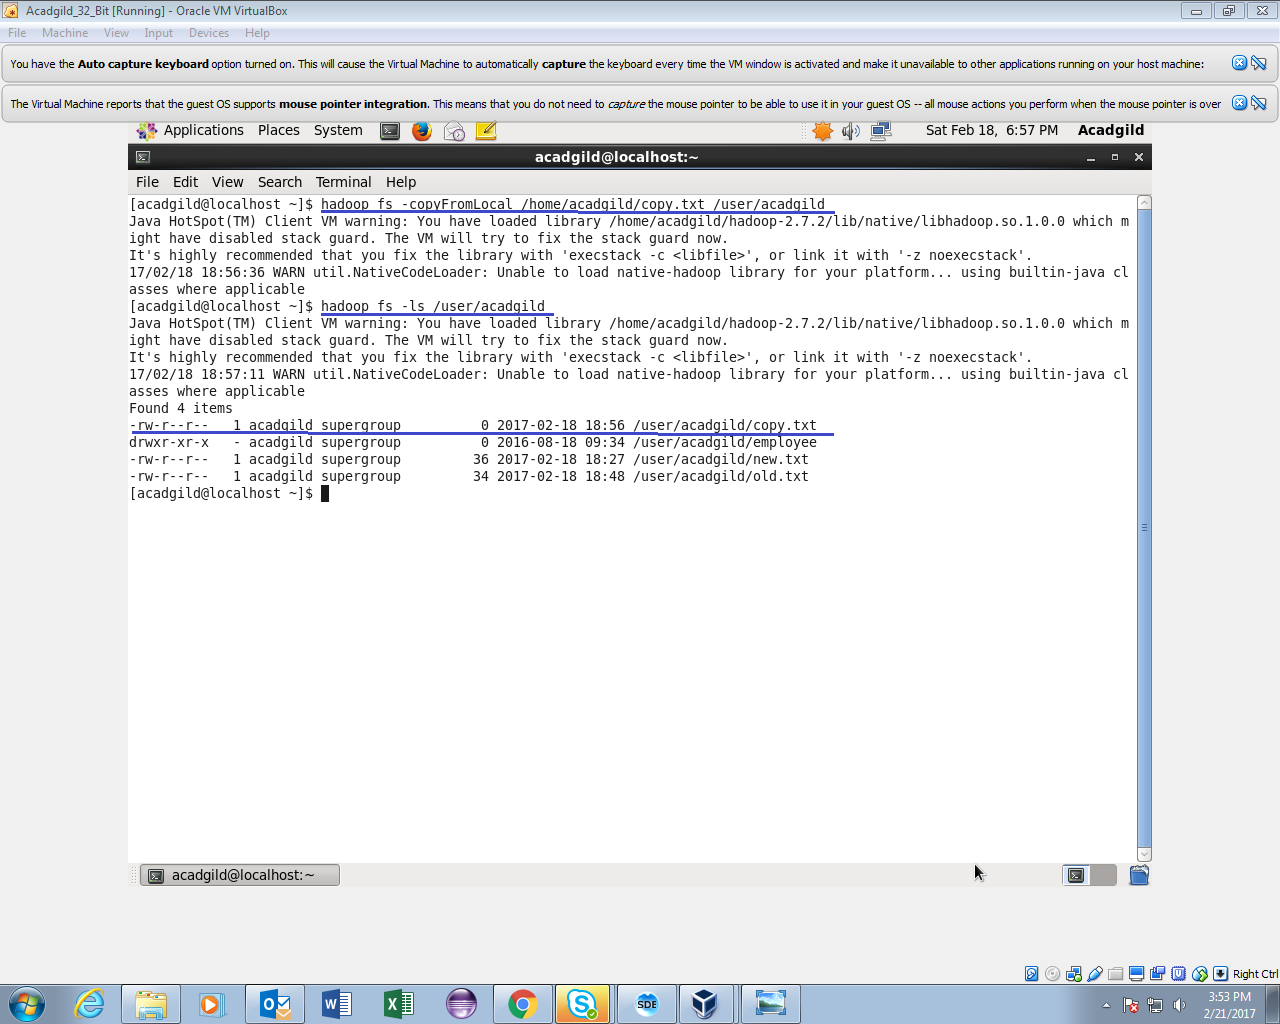 Acadgild_32_Bit [Running] - Oracle VM VirtualBox
File Machine View Input Devices Help
You have the Auto capture keyboard option turned on. This will cause the Virtual Machine to automatically capture the keyboard every time the VM window is activated and make it unavailable to other applications running on your host machine:
The Virtual Machine reports that the guest OS supports mouse pointer integration. This means that you do not need to capture the mouse pointer to be able to use it in your guest OS -- all mouse actions you perform when the mouse pointer is over
Applications Places System Sat Feb 18, 6:57 PM Acadgild
acadgild@localhost:~
File Edit View Search Terminal Help
[acadgild@localhost ~]$ hadoop fs -copyFromLocal /home/acadgild/copy.txt /user/acadgild
Java HotSpot(TM) Client VM warning: You have loaded library /home/acadgild/hadoop-2.7.2/lib/native/libhadoop.so.1.0.0 which m
ight have disabled stack guard. The VM will try to fix the stack guard now.
It's highly recommended that you fix the library with 'execstack -c <libfile>', or link it with '-z noexecstack'.
17/02/18 18:56:36 WARN util.NativeCodeLoader: Unable to load native-hadoop library for your platform... using builtin-java cl
asses where applicable
[acadgild@localhost ~]$ hadoop fs -ls /user/acadgild
Java HotSpot(TM) Client VM warning: You have loaded library /home/acadgild/hadoop-2.7.2/lib/native/libhadoop.so.1.0.0 which m
ight have disabled stack guard. The VM will try to fix the stack guard now.
It's highly recommended that you fix the library with 'execstack -c <libfile>', or link it with '-z noexecstack'.
17/02/18 18:57:11 WARN util.NativeCodeLoader: Unable to load native-hadoop library for your platform... using builtin-java cl
asses where applicable
Found 4 items
-rw-r--r-- 1 acadgild supergroup 0 2017-02-18 18:56 /user/acadgild/copy.txt
drwxr-xr-x - acadgild supergroup 0 2016-08-18 09:34 /user/acadgild/employee
-rw-r--r-- 1 acadgild supergroup 36 2017-02-18 18:27 /user/acadgild/new.txt
-rw-r--r-- 1 acadgild supergroup 34 2017-02-18 18:48 /user/acadgild/old.txt
[acadgild@localhost ~]$
acadgild@localhost:~
Right Ctrl
SDE
3:53 PM
2/21/2017